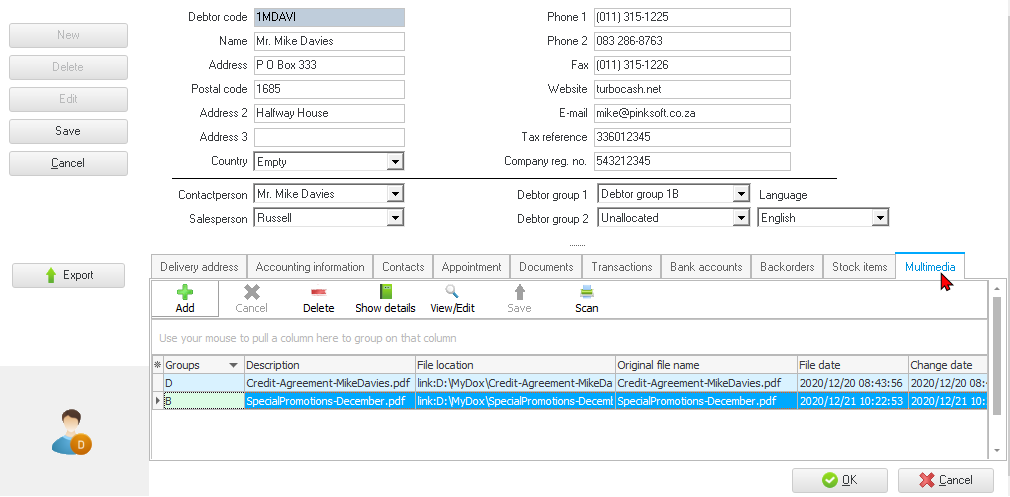 New
Delete
Edit
Save
Cancel
Export
Debtor code 1MDAVI Phone 1 (011) 315-1225
Name Mr. Mike Davies Phone 2 083 286-8763
Address P O Box 333 Fax (011) 315-1226
Postal code 1685 Website turbocash.net
Address 2 Halfway House E-mail mike@pinksoft.co.za
Address 3 Tax reference 336012345
Country Empty Company reg. no. 543212345
Contactperson Mr. Mike Davies Debtor group 1 Debtor group 1B Language
Salesperson Russell Debtor group 2 Unallocated English
........
Delivery address Accounting information Contacts Appointment Documents Transactions Bank accounts Backorders Stock items Multimedia
Add Cancel Delete Show details View/Edit Save Scan
Use your mouse to pull a column here to group on that column
Groups Description File location Original file name File date Change date
D Credit-Agreement-MikeDavies.pdf link:D:\MyDox\Credit-Agreement-MikeDa Credit-Agreement-MikeDavies.pdf 2020/12/20 08:43:56 2020/12/20 08:
B SpecialPromotions-December.pdf link:D:\MyDox\SpecialPromotions-Decem SpecialPromotions-December.pdf 2020/12/21 10:22:53 2020/12/21 10:
D
OK Cancel